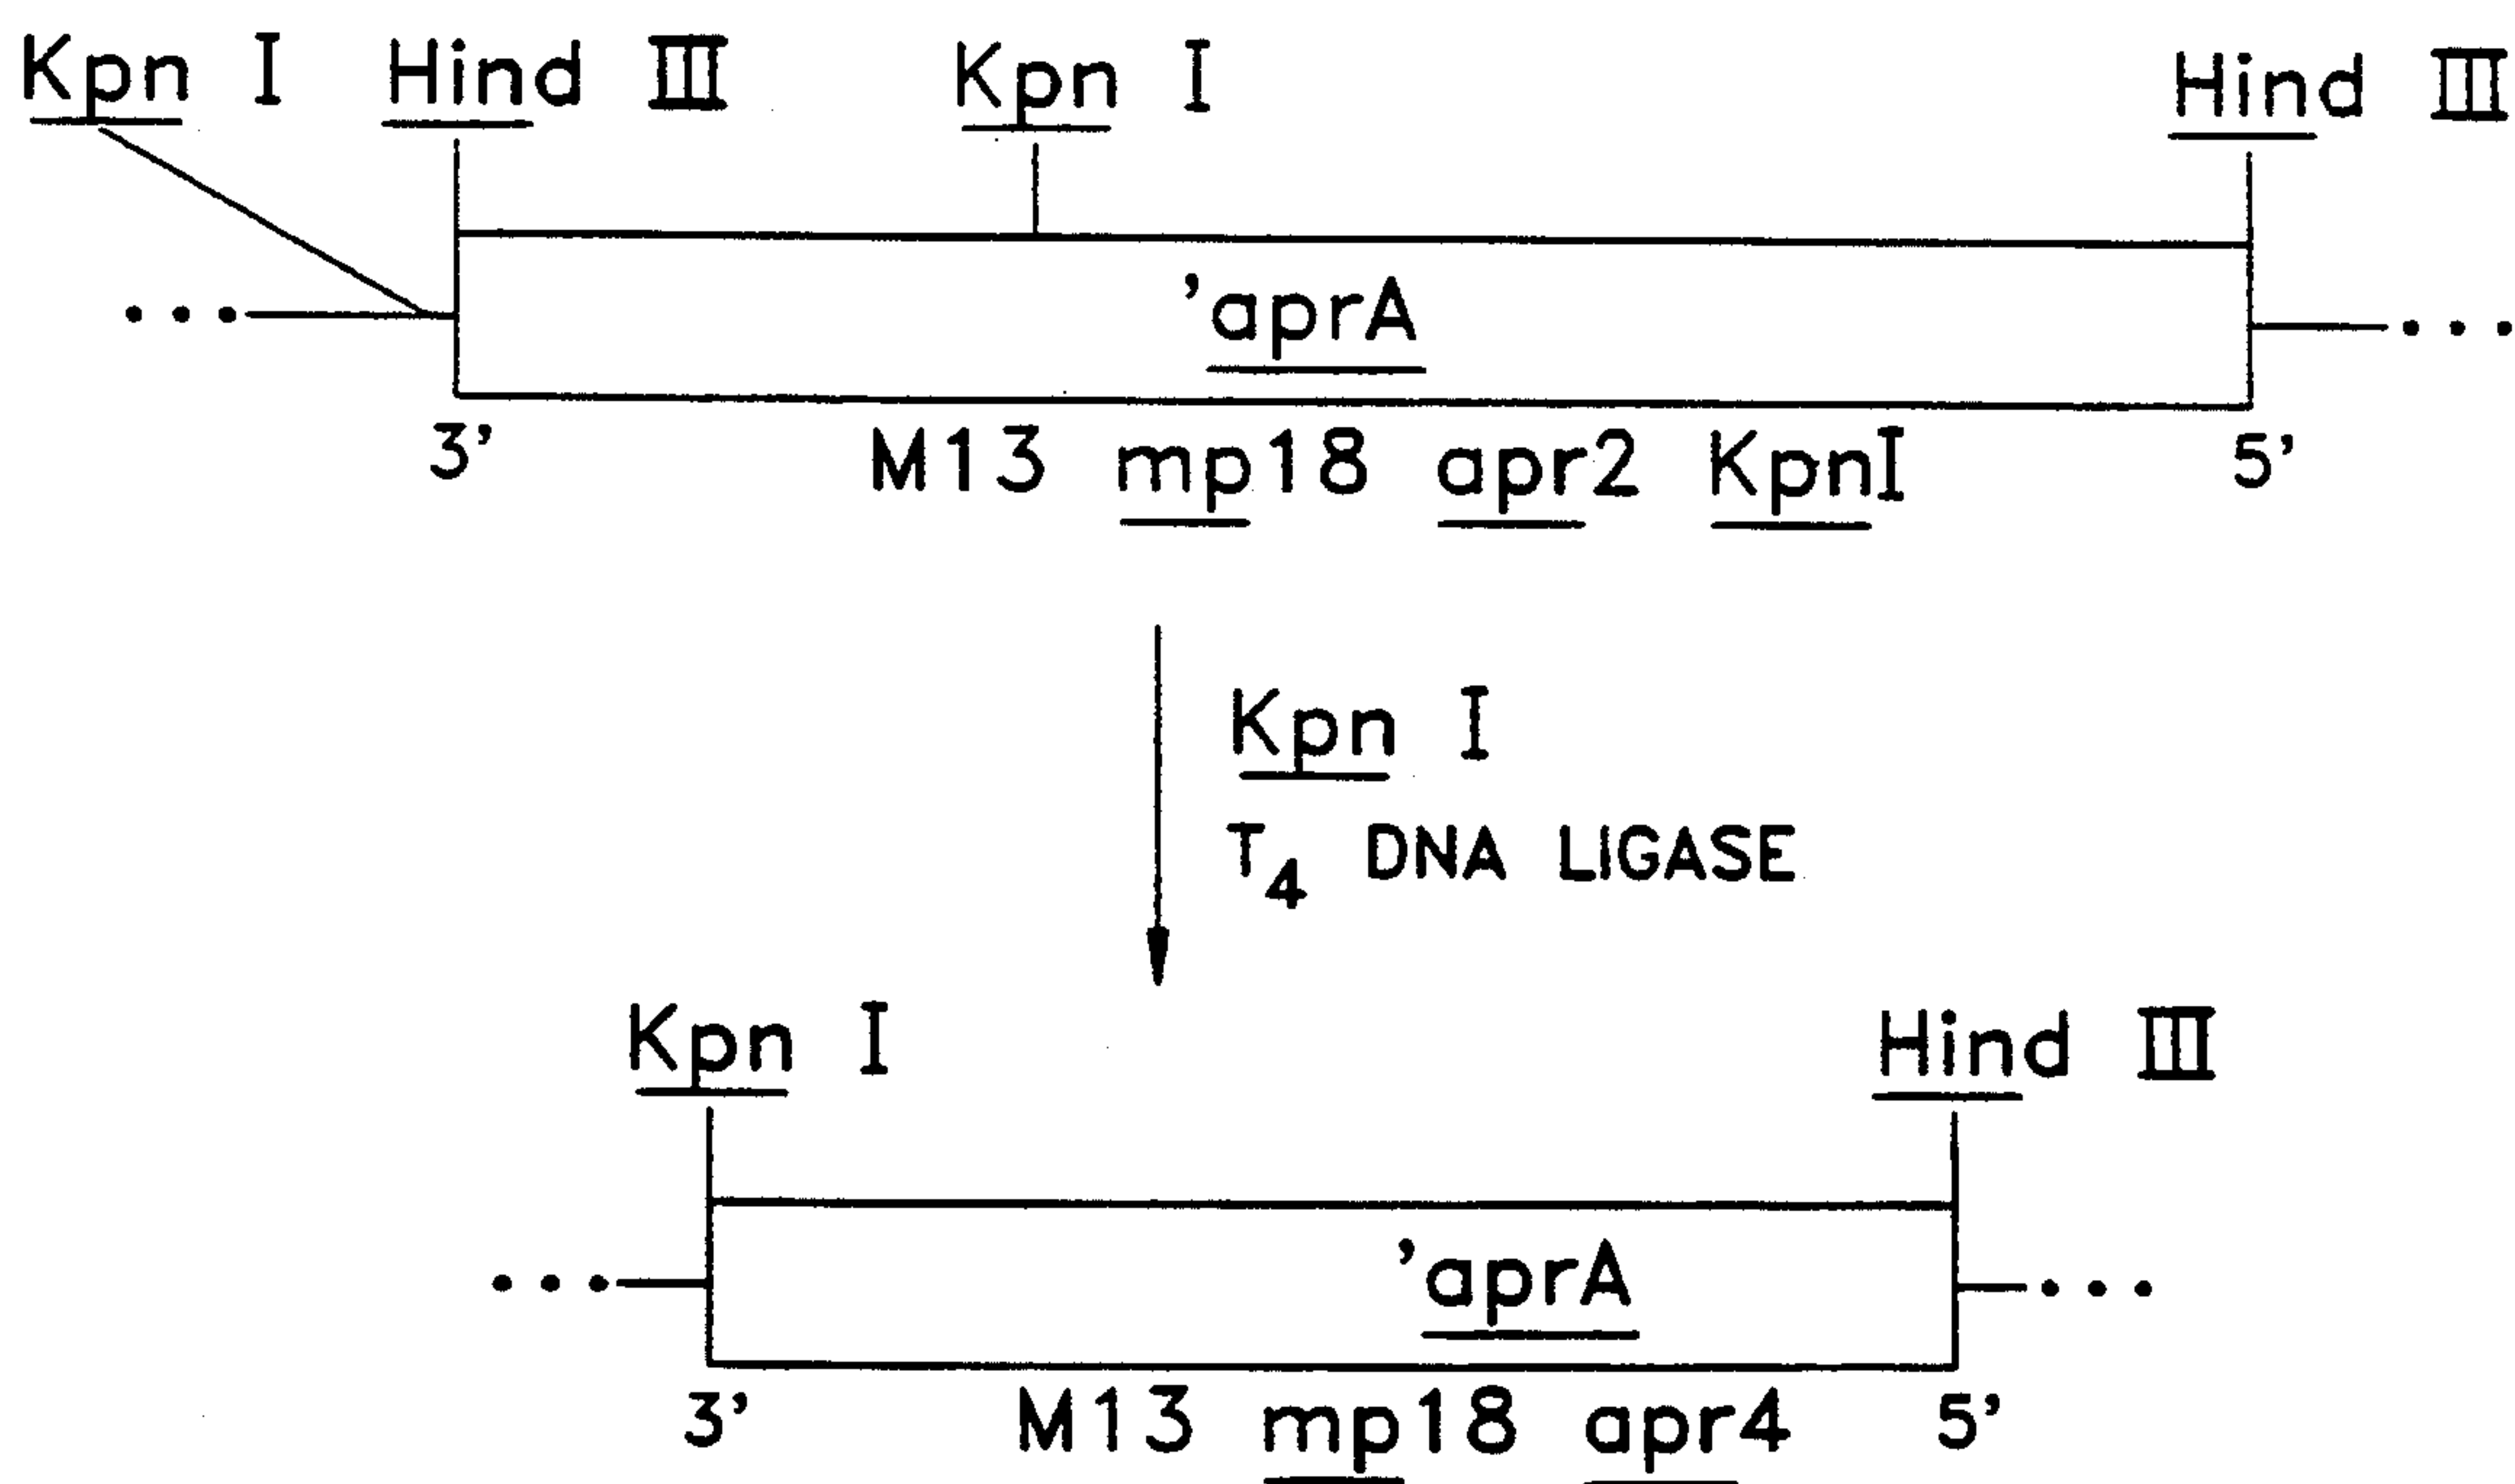 Kpn I Hind III Kpn I Hind III
'aprA
3' M13 mp18 apr2 KpnI 5'
Kpn I
T4 DNA LIGASE
Kpn I Hind III
'aprA
3' M13 mp18 apr4 5'